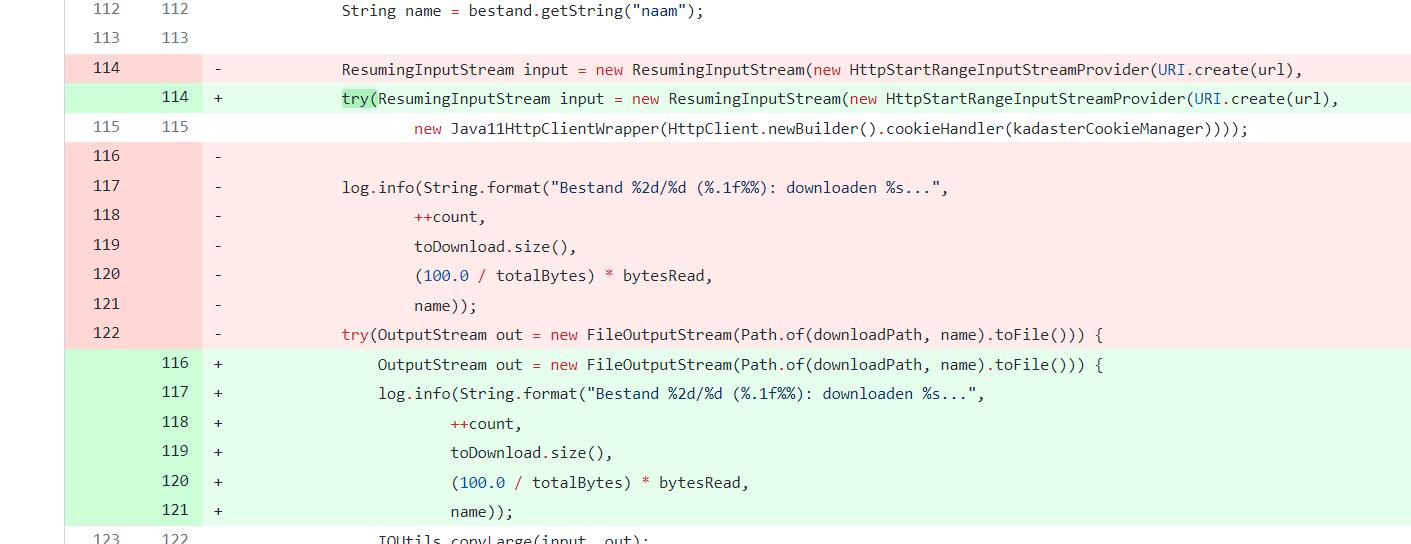 112 112 String name = bestand.getString("naam");
113 113
114 - ResumingInputStream input = new ResumingInputStream(new HttpStartRangeInputStreamProvider(URI.create(url),
114 + try(ResumingInputStream input = new ResumingInputStream(new HttpStartRangeInputStreamProvider(URI.create(url),
115 115 new Java11HttpClientWrapper(HttpClient.newBuilder().cookieHandler(kadasterCookieManager))));
116 -
117 - log.info(String.format("Bestand %2d/%d (%.1f%%): downloaden %s...",
118 - ++count,
119 - toDownload.size(),
120 - (100.0 / totalBytes) * bytesRead,
121 - name));
122 - try(OutputStream out = new FileOutputStream(Path.of(downloadPath, name).toFile())) {
116 + OutputStream out = new FileOutputStream(Path.of(downloadPath, name).toFile())) {
117 + log.info(String.format("Bestand %2d/%d (%.1f%%): downloaden %s...",
118 + ++count,
119 + toDownload.size(),
120 + (100.0 / totalBytes) * bytesRead,
121 + name));
123 122 IOUtils.copyLarge(input, out);